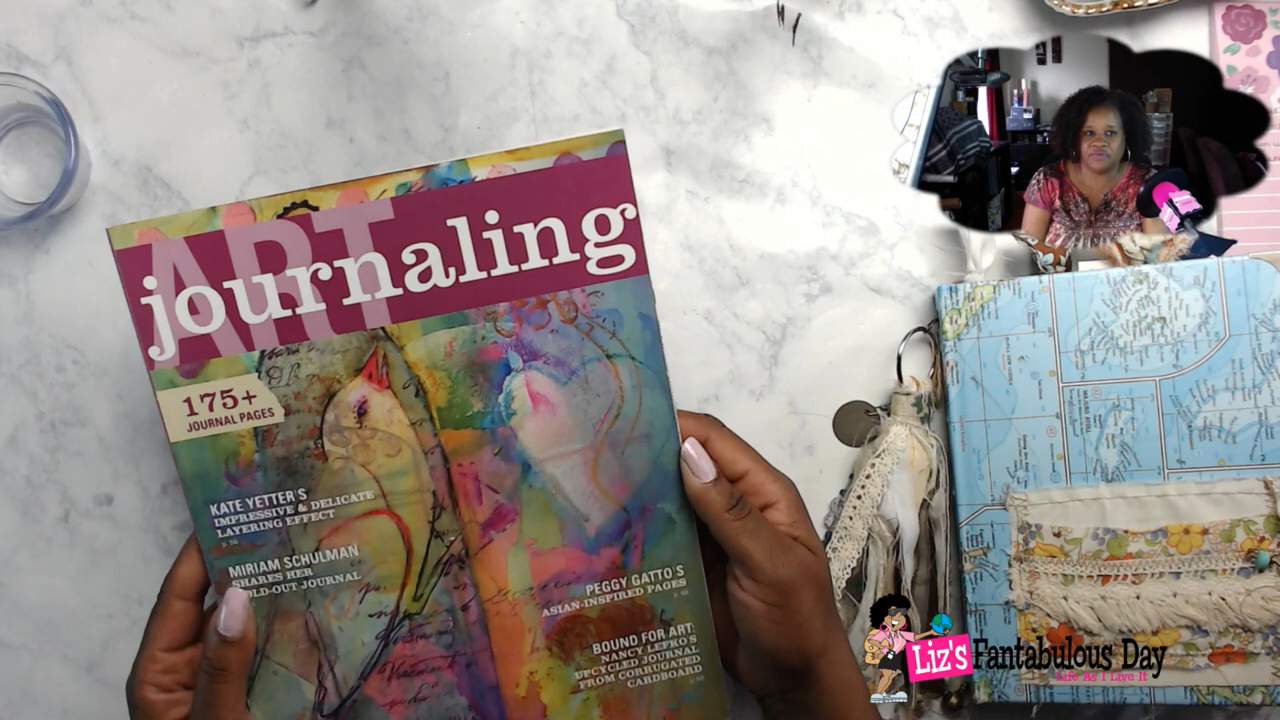 ART
journaling
175+
JOURNAL PAGES
KATE YETTER'S
IMPRESSIVE & DELICATE
LAYERING EFFECT
MIRIAM SCHULMAN
SHARES HER
OLD-OUT JOURNAL
PEGGY GATTO'S
ASIAN-INSPIRED PAGES
BOUND FOR ART:
NANCY LEFKO'S
UPCYCLED JOURNAL
FROM CORRUGATED
CARDBOARD
Liz's Fantabulous Day
Life As I Live It